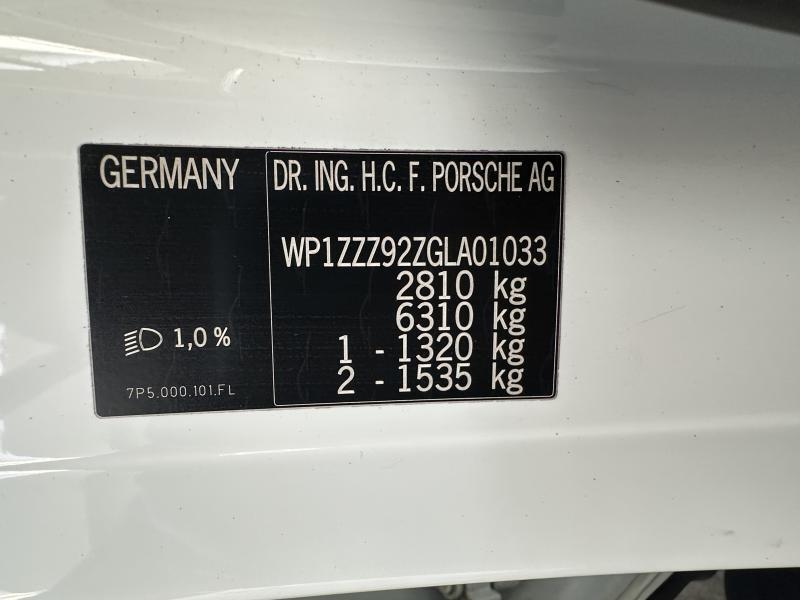 GERMANY
DR. ING. H.C. F. PORSCHE AG
WP1ZZZ92ZGLA01033
2810 kg
6310 kg
1 - 1320 kg
2 - 1535 kg
1,0 %
7P5.000.101.FL